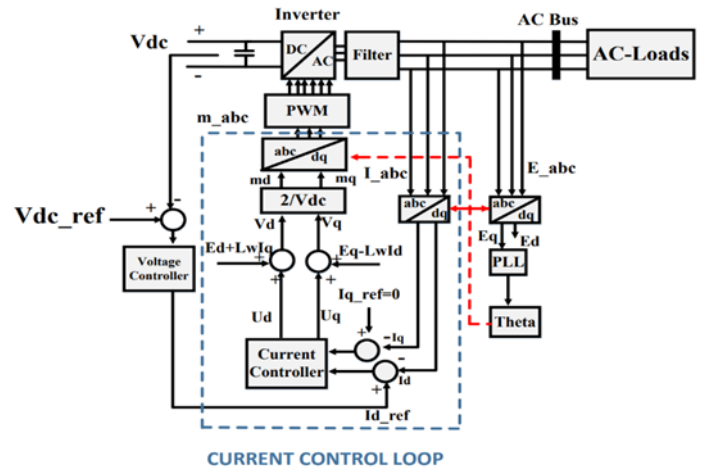 Inverter
AC Bus
Vdc
+
-
DC
AC
Filter
AC-Loads
PWM
m_abc
abc
dq
I_abc
E_abc
md
mq
2/Vdc
abc
dq
abc
dq
Vdc_ref
+
-
Vd
Vq
Eq
Ed
Ed+LwIq
+
+
+
+
Eq-LwId
PLL
Voltage
Controller
Iq_ref=0
Theta
Ud
Uq
+
-Iq
Current
Controller
-
+
Id
Id_ref
CURRENT CONTROL LOOP